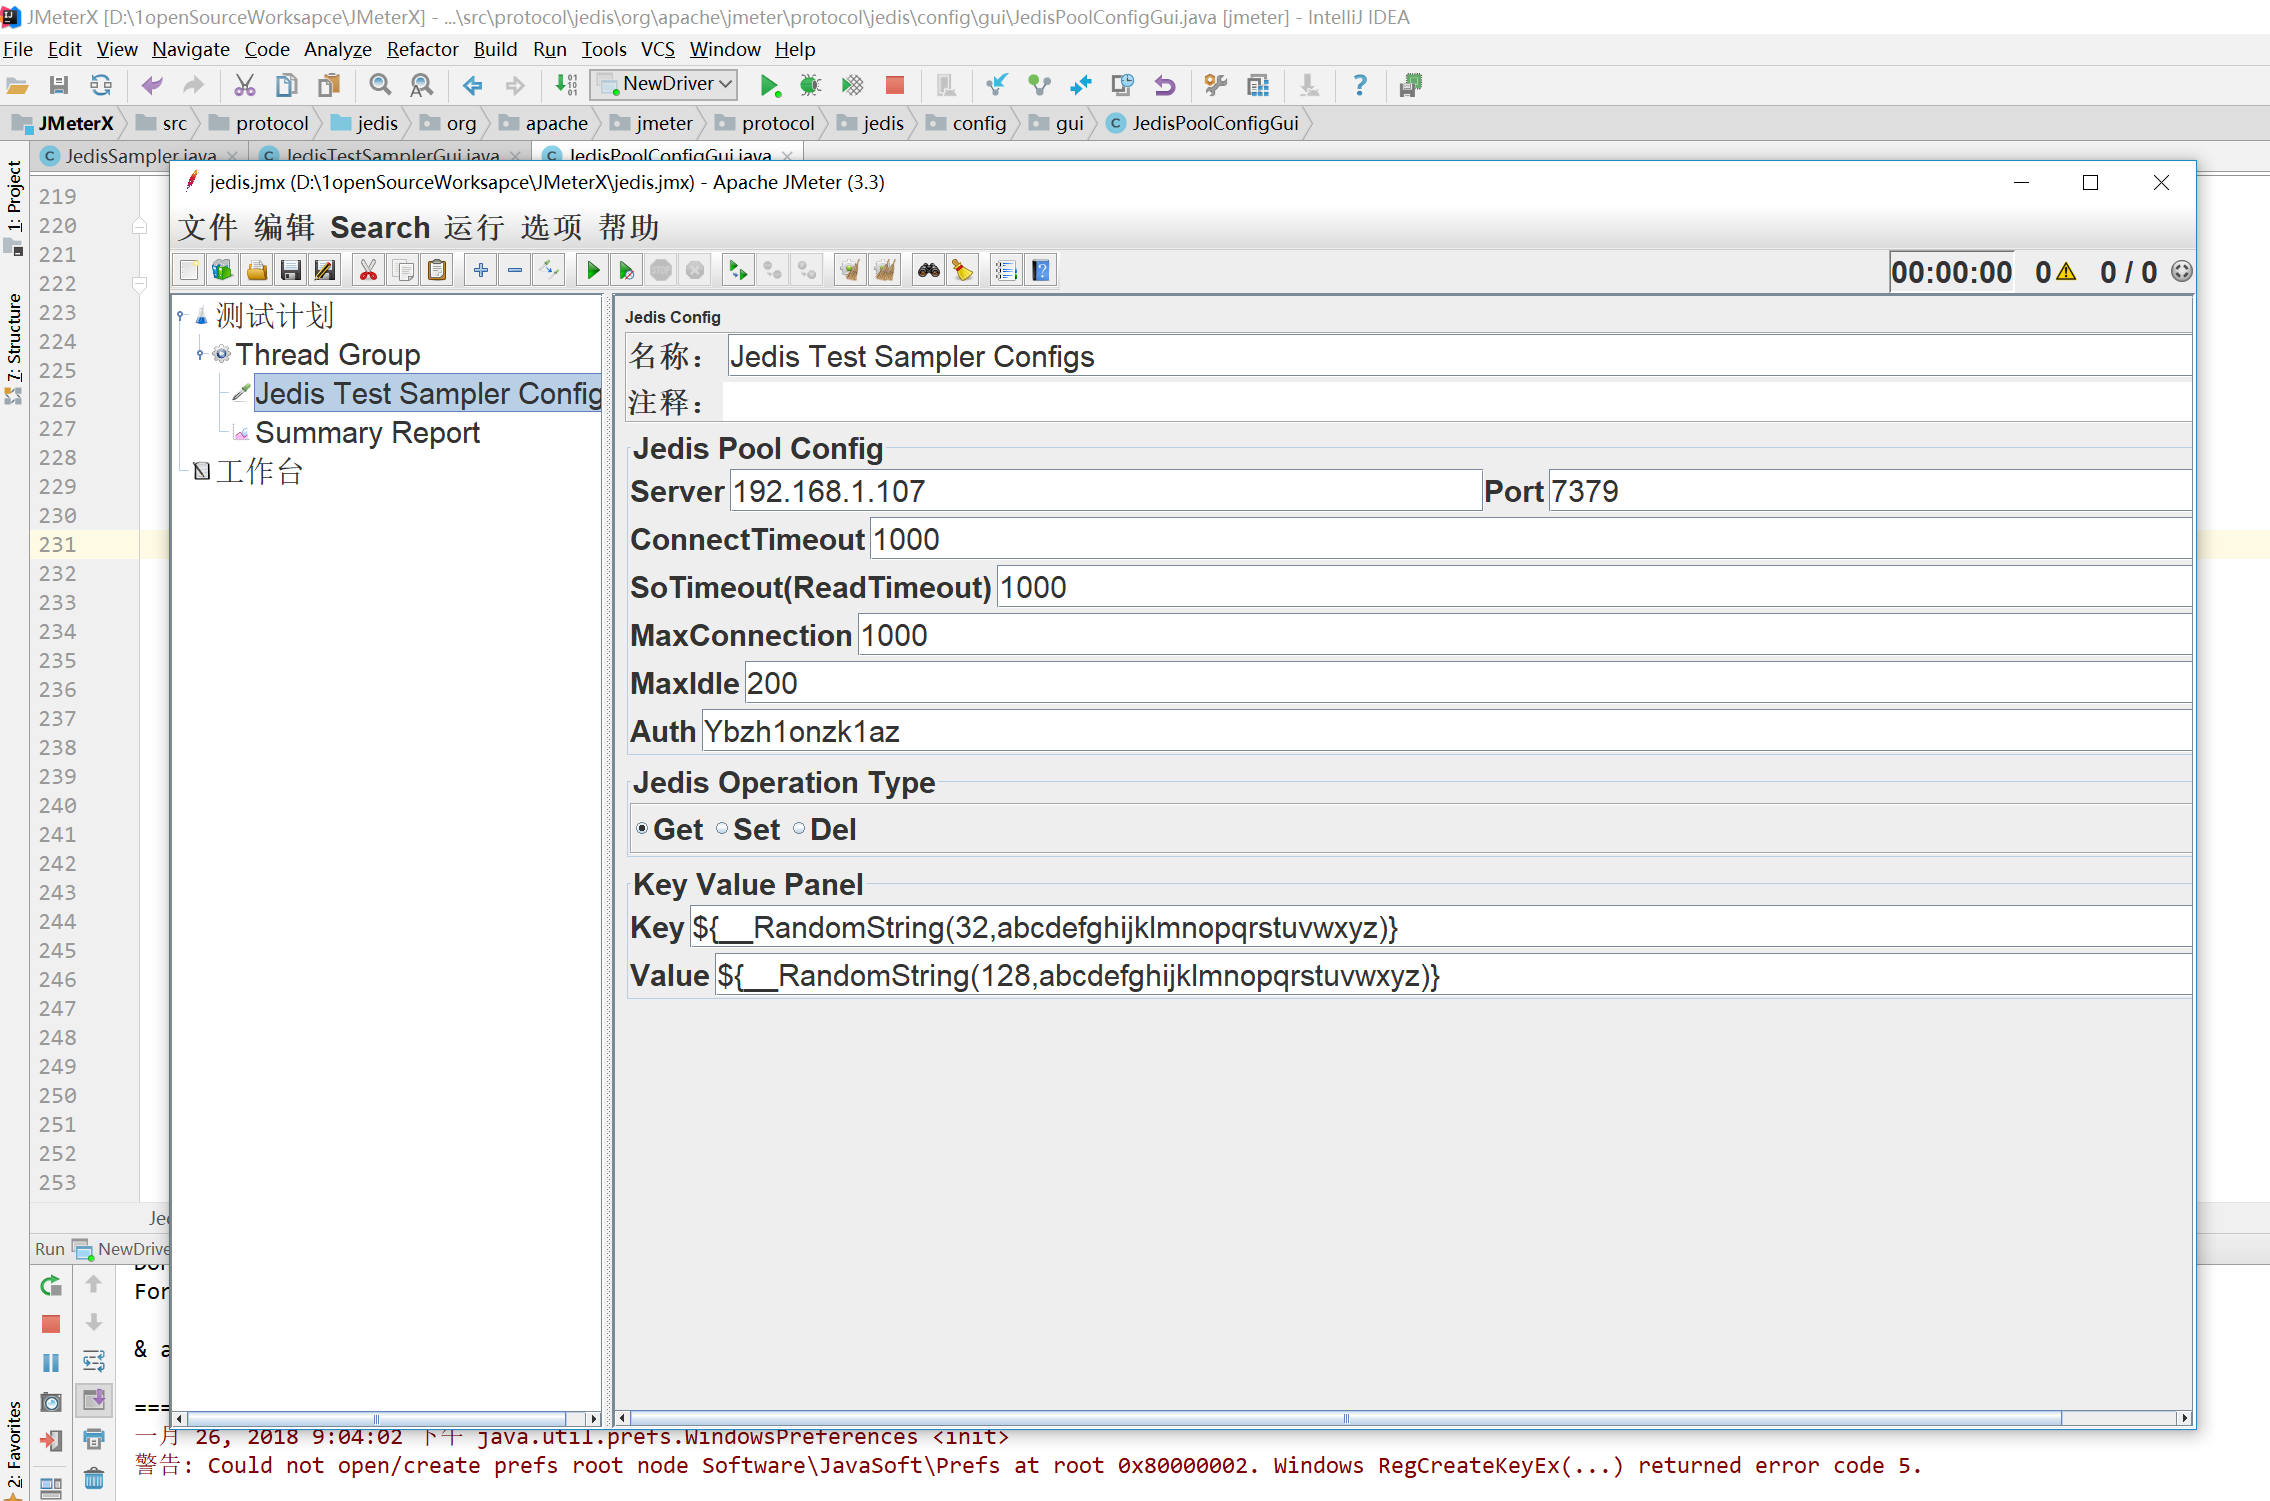 JMeterX [D:\1openSourceWorksapce\JMeterX] - ...\src\protocol\jedis\org\apache\jmeter\protocol\jedis\config\gui\JedisPoolConfigGui.java [jmeter] - IntelliJ IDEA
File Edit View Navigate Code Analyze Refactor Build Run Tools VCS Window Help
NewDriver
JMeterX src protocol jedis org apache jmeter protocol jedis config gui JedisPoolConfigGui
JedisSampler.java JedisTestSamplerGui.java JedisPoolConfigGui.java
1: Project
7: Structure
2: Favorites
jedis.jmx (D:\1openSourceWorksapce\JMeterX\jedis.jmx) - Apache JMeter (3.3)
文件 编辑 Search 运行 选项 帮助
00:00:00 0 0 / 0
测试计划
Thread Group
Jedis Test Sampler Config
Summary Report
工作台
Jedis Config
名称： Jedis Test Sampler Configs
注释：
Jedis Pool Config
Server 192.168.1.107 Port 7379
ConnectTimeout 1000
SoTimeout(ReadTimeout) 1000
MaxConnection 1000
MaxIdle 200
Auth Ybzh1onzk1az
Jedis Operation Type
Get Set Del
Key Value Panel
Key ${__RandomString(32,abcdefghijklmnopqrstuvwxyz)}
Value ${__RandomString(128,abcdefghijklmnopqrstuvwxyz)}
219
220
221
222
223
224
225
226
227
228
229
230
231
232
233
234
235
236
237
238
239
240
241
242
243
244
245
246
247
248
249
250
251
252
253
Run NewDrive
For
& a
===
一月 26, 2018 9:04:02 下午 java.util.prefs.WindowsPreferences <init>
警告: Could not open/create prefs root node Software\JavaSoft\Prefs at root 0x80000002. Windows RegCreateKeyEx(...) returned error code 5.